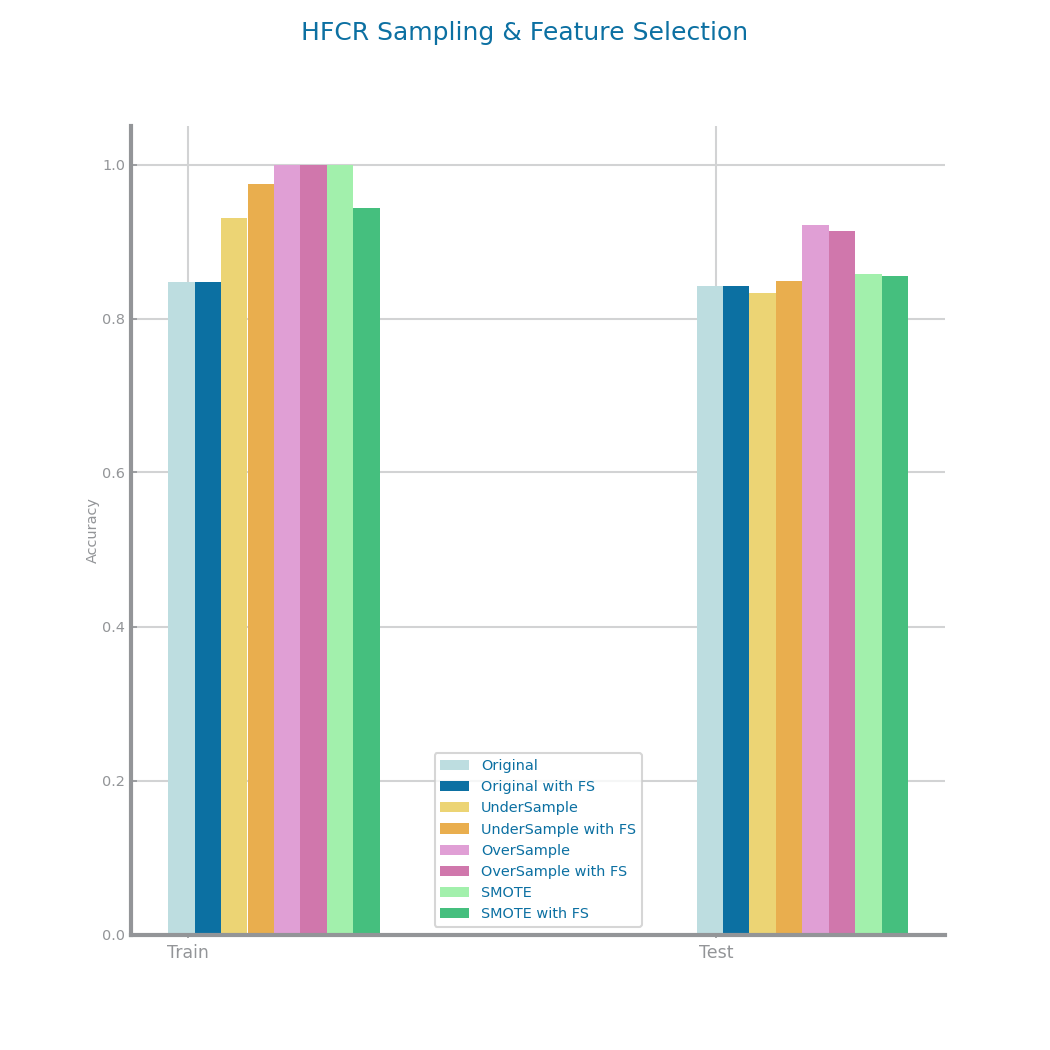 HFCR Sampling & Feature Selection
1.0
0.8
0.6
0.4
0.2
0.0
Accuracy
Train
Test
Original
Original with FS
UnderSample
UnderSample with FS
OverSample
OverSample with FS
SMOTE
SMOTE with FS